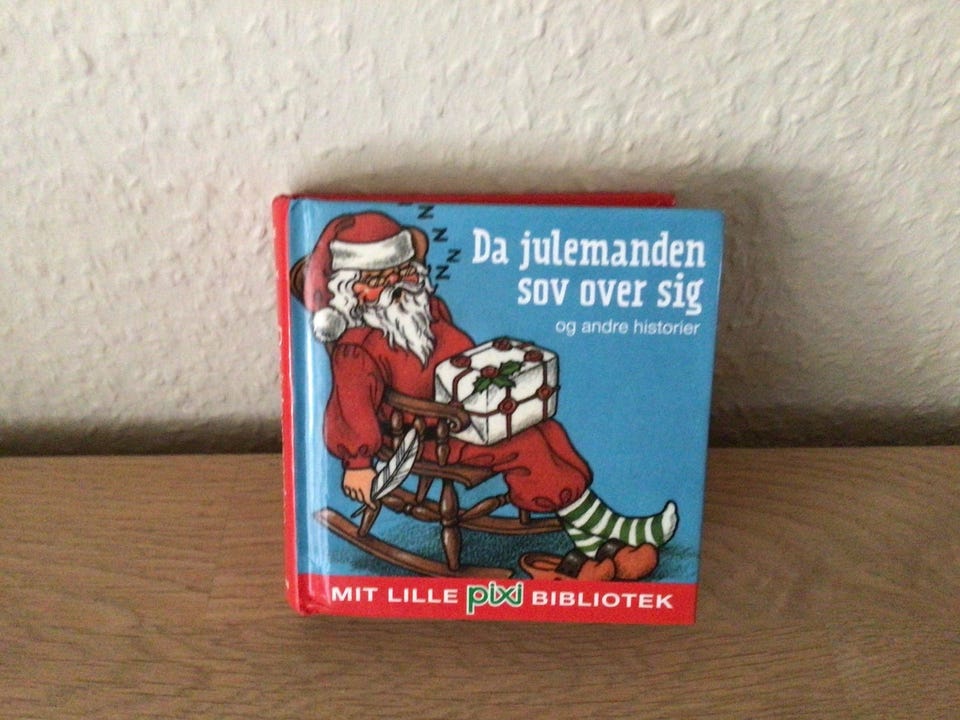 Z
Z
Z
Z
Z
Da julemanden
sov over sig
og andre historier
MIT LILLE pixi BIBLIOTEK